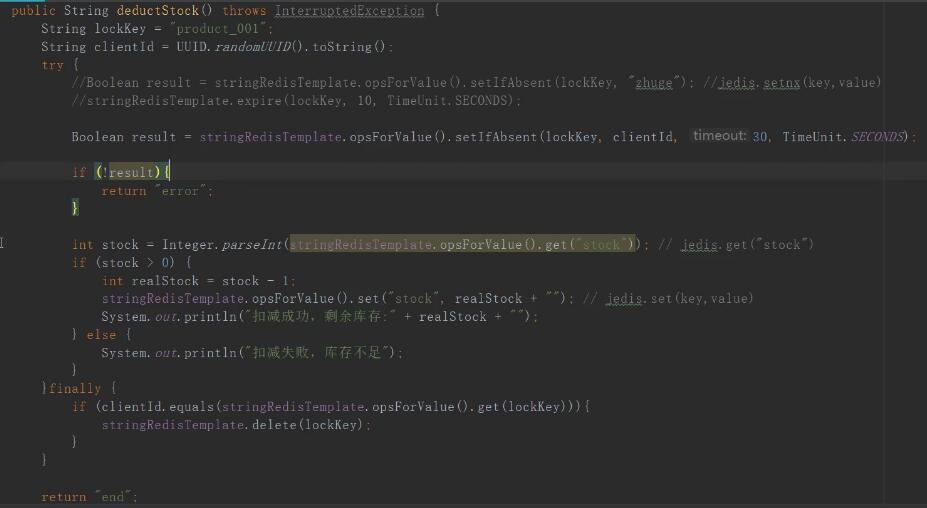 public String deductStock() throws InterruptedException {
String lockKey = "product_001";
String clientId = UUID.randomUUID().toString();
try {
//Boolean result = stringRedisTemplate.opsForValue().setIfAbsent(lockKey, "zhuge"); //jedis.setnx(key,value)
//stringRedisTemplate.expire(lockKey, 10, TimeUnit.SECONDS);
Boolean result = stringRedisTemplate.opsForValue().setIfAbsent(lockKey, clientId, timeout: 30, TimeUnit.SECONDS);
if (!result){
return "error";
}
int stock = Integer.parseInt(stringRedisTemplate.opsForValue().get("stock")); // jedis.get("stock")
if (stock > 0) {
int realStock = stock - 1;
stringRedisTemplate.opsForValue().set("stock", realStock + ""); // jedis.set(key,value)
System.out.println("扣减成功，剩余库存:" + realStock + "");
} else {
System.out.println("扣减失败，库存不足");
}
}finally {
if (clientId.equals(stringRedisTemplate.opsForValue().get(lockKey))){
stringRedisTemplate.delete(lockKey);
}
}
return "end";